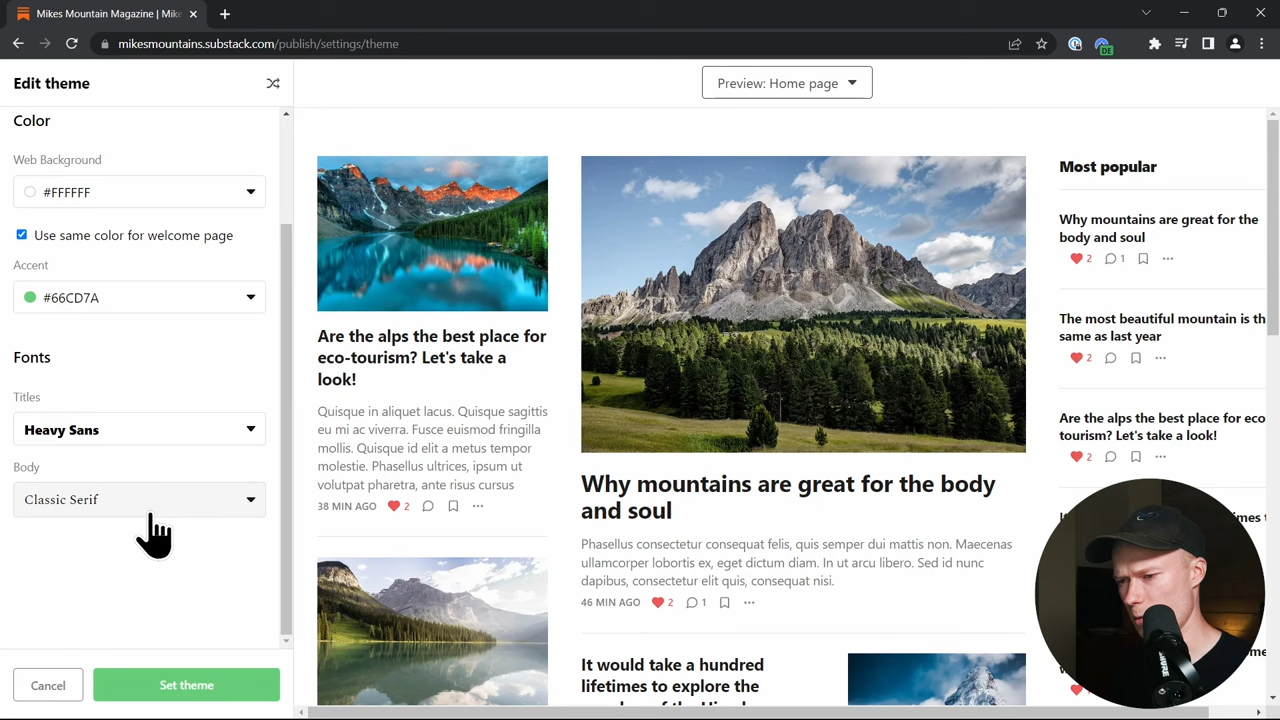 Mikes Mountain Magazine | Mike
mikesmountains.substack.com/publish/settings/theme
DE
Edit theme
Preview: Home page
Color
Web Background
#FFFFFF
Use same color for welcome page
Accent
#66CD7A
Fonts
Titles
Heavy Sans
Body
Classic Serif
Cancel
Set theme
Are the alps the best place for
eco-tourism? Let's take a
look!
Quisque in aliquet lacus. Quisque sagittis
eu mi ac viverra. Fusce euismod fringilla
mollis. Quisque id elit a metus tempor
molestie. Phasellus ultrices, ipsum ut
volutpat pharetra, ante risus cursus
38 MIN AGO 2
Why mountains are great for the body
and soul
Phasellus consectetur consequat felis, quis semper dui mattis non. Maecenas
ullamcorper lobortis ex, eget dictum diam. In ut arcu libero. Sed id nunc
dapibus, consectetur elit quis, consequat nisi.
46 MIN AGO 2 1
It would take a hundred
lifetimes to explore the
Most popular
Why mountains are great for the
body and soul
2 1
The most beautiful mountain is th
same as last year
2
Are the alps the best place for eco
tourism? Let's take a look!
2
SHURE